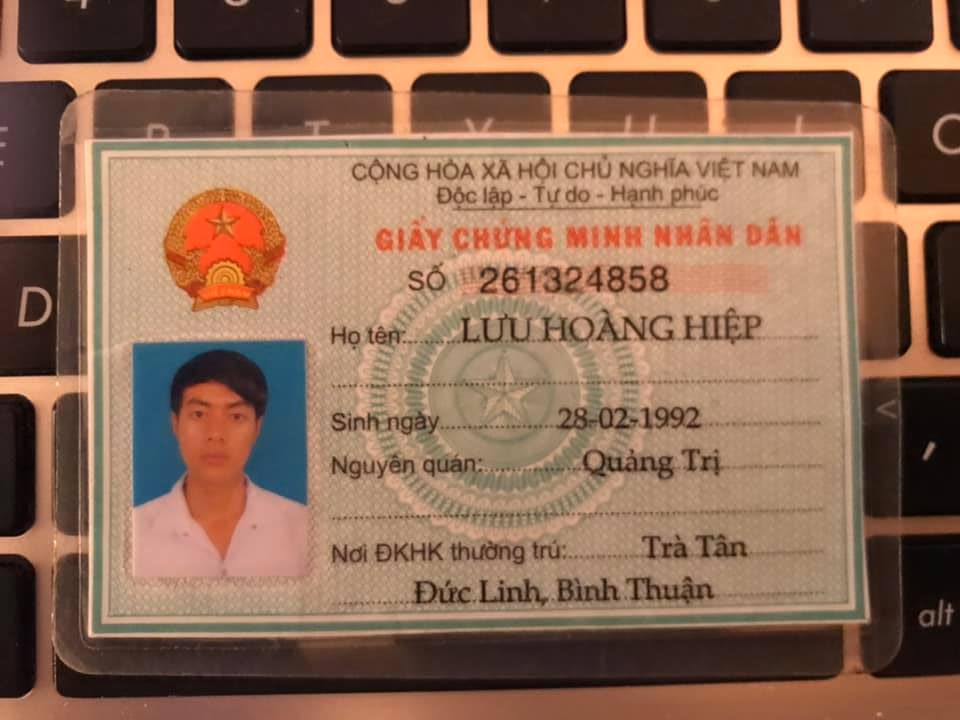 CỘNG HÒA XÃ HỘI CHỦ NGHĨA VIỆT NAM
Độc lập - Tự do - Hạnh phúc
GIẤY CHỨNG MINH NHÂN DÂN
SỐ 261324858
Họ tên: LƯU HOÀNG HIỆP
Sinh ngày 28-02-1992
Nguyên quán: Quảng Trị
Nơi ĐKHK thường trú: Trà Tân
Đức Linh, Bình Thuận
D
<
alt